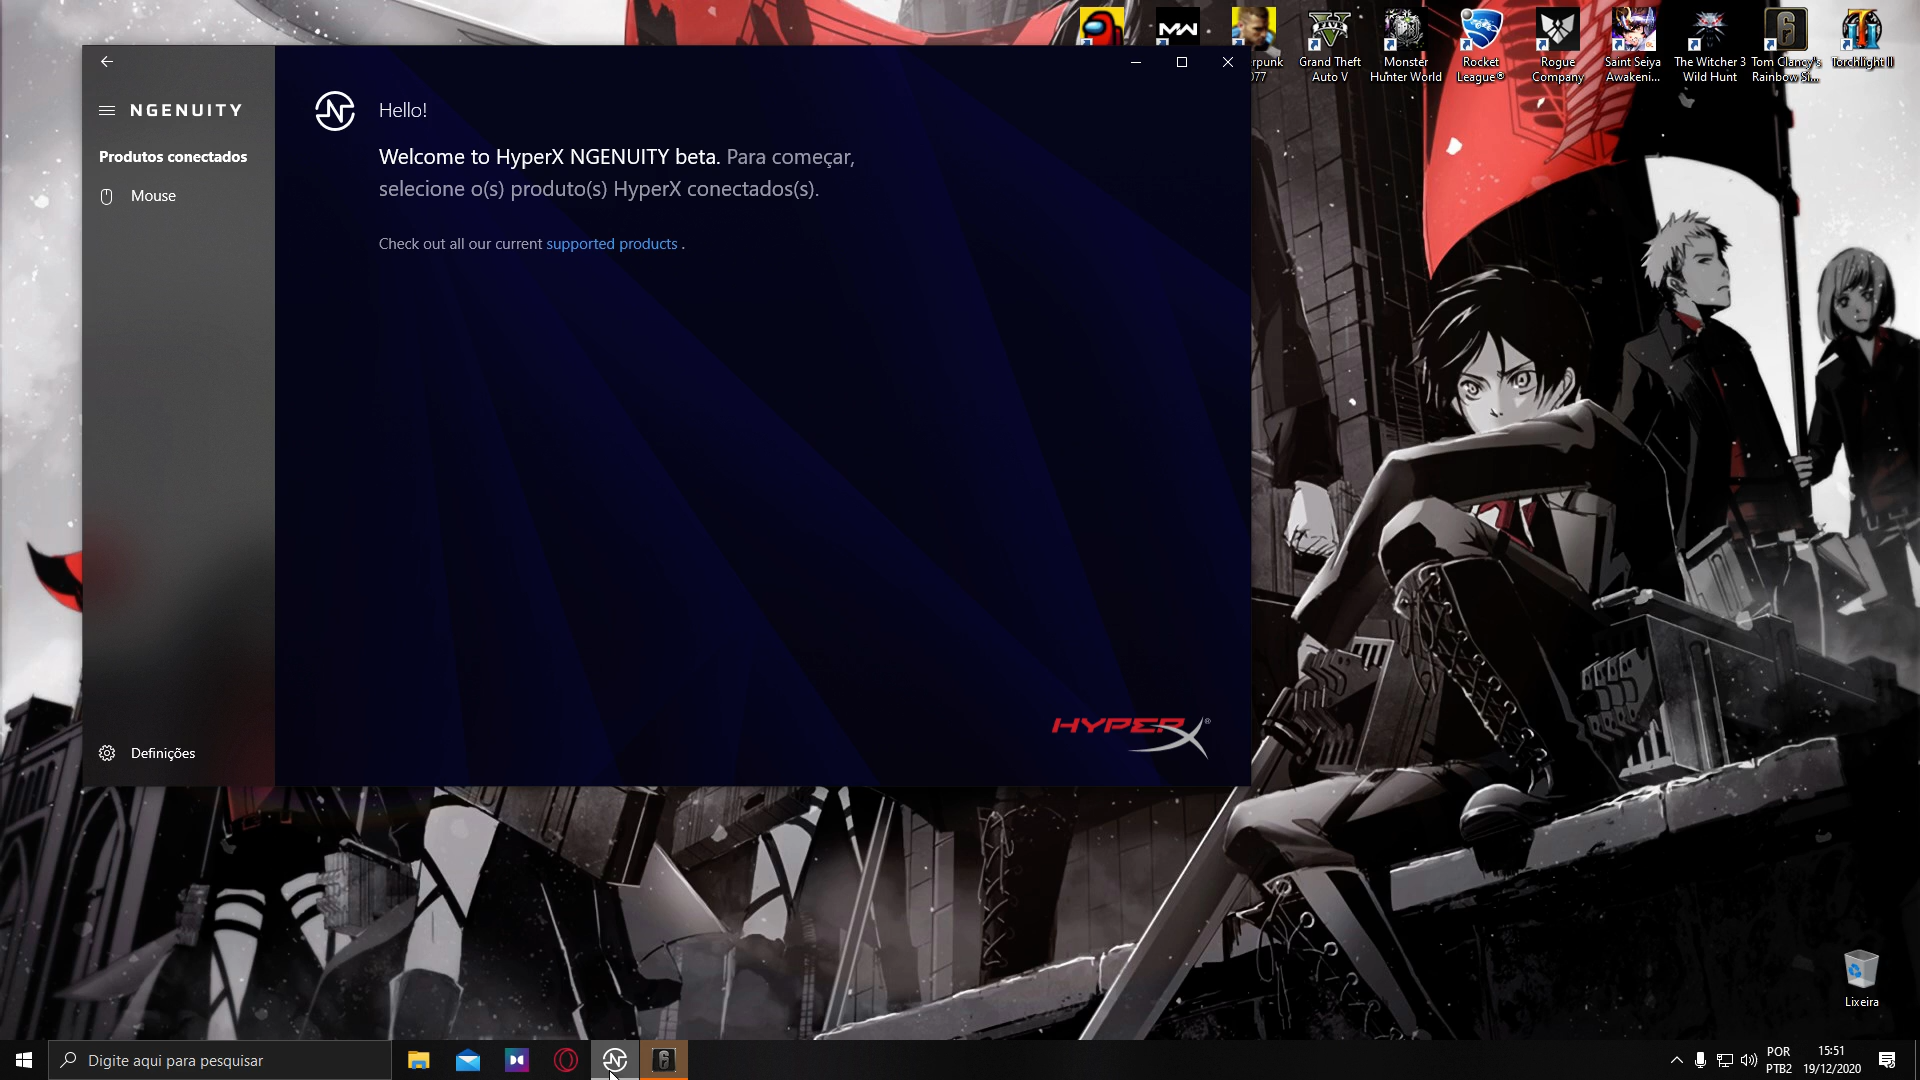 rpunk
077
Grand Theft
Auto V
Monster
Hunter World
Rocket
League®
Rogue
Company
Saint Seiya
Awakeni...
The Witcher 3
Wild Hunt
Tom Clancy's
Rainbow Si...
Torchlight II
NGENUITY
Produtos conectados
Mouse
Definições
Hello!
Welcome to HyperX NGENUITY beta. Para começar,
selecione o(s) produto(s) HyperX conectados(s).
Check out all our current supported products .
HYPERX®
Lixeira
Digite aqui para pesquisar
POR
PTB2
15:51
19/12/2020